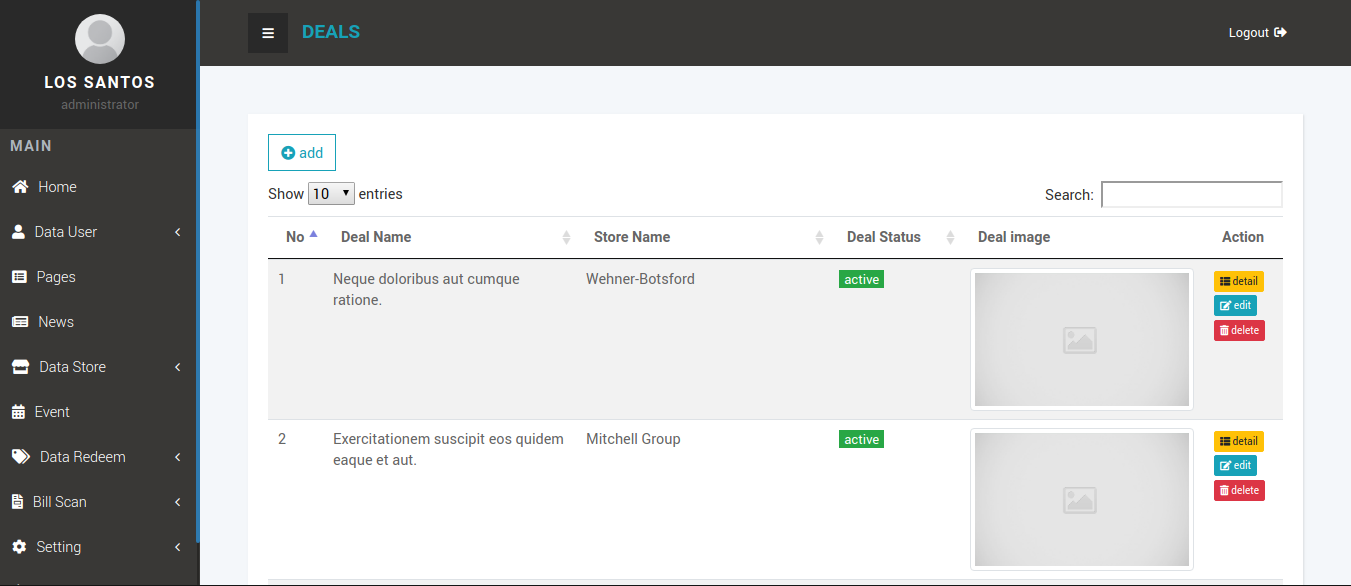 LOS SANTOS
administrator
MAIN
Home
Data User
Pages
News
Data Store
Event
Data Redeem
Bill Scan
Setting
DEALS
Logout
add
Show 10 entries
Search:
No Deal Name Store Name Deal Status Deal image Action
1 Neque doloribus aut cumque Wehner-Botsford active detail
ratione.
edit
delete
2 Exercitationem suscipit eos quidem Mitchell Group active detail
eaque et aut.
edit
delete